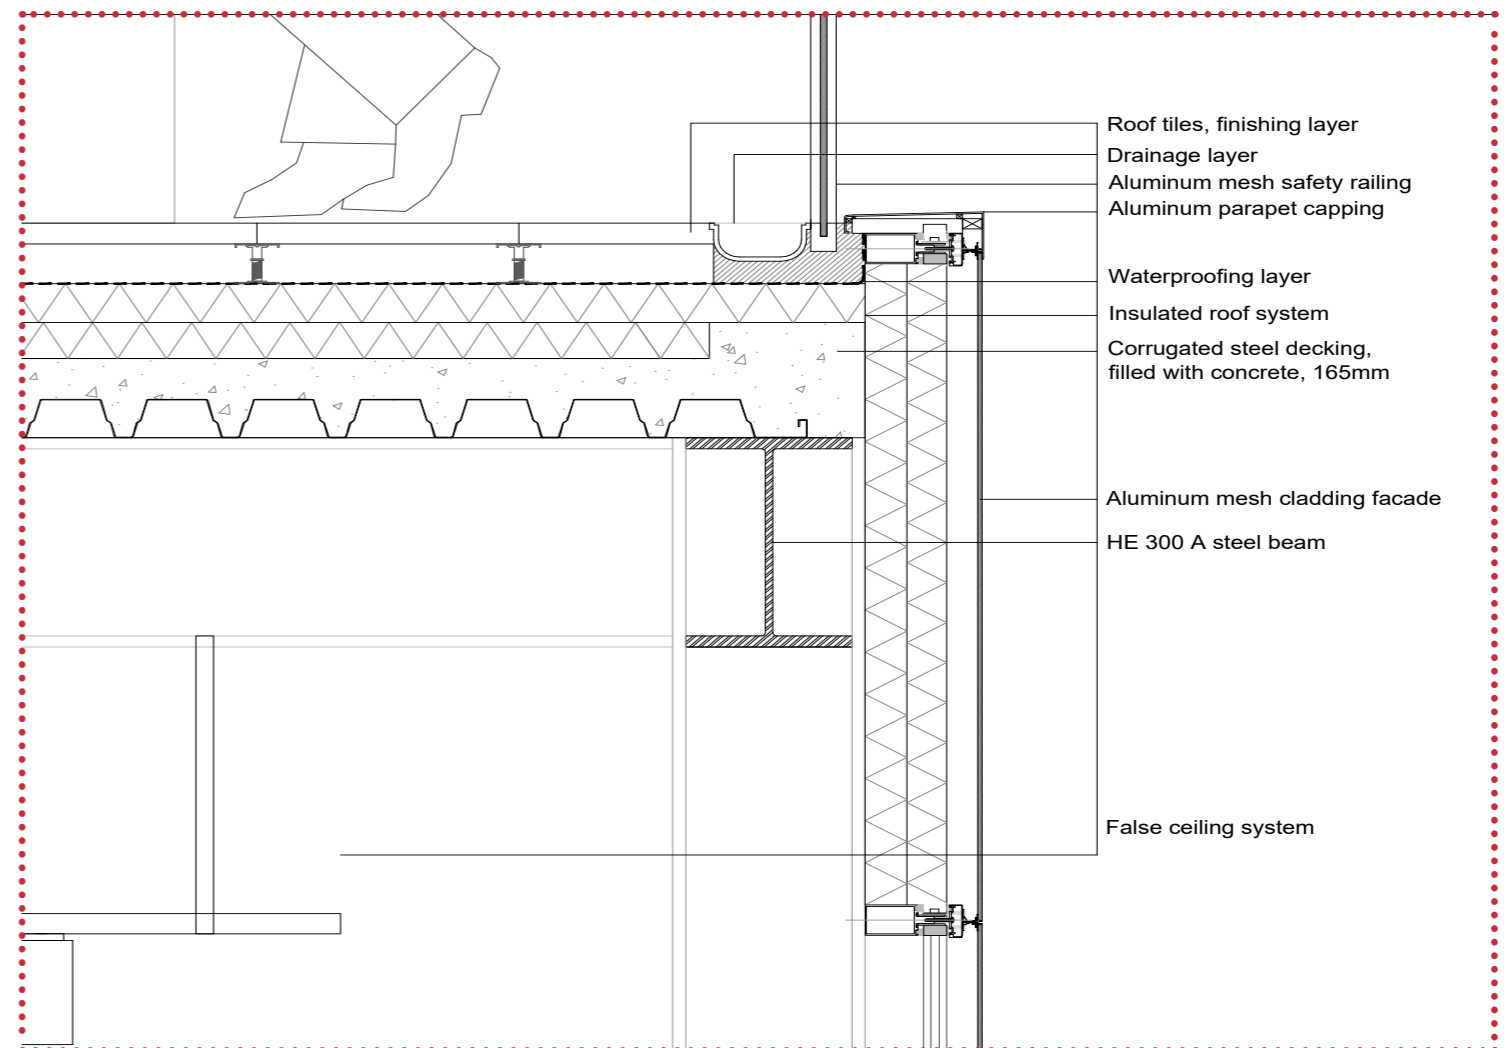 Roof tiles, finishing layer
Drainage layer
Aluminum mesh safety railing
Aluminum parapet capping
Waterproofing layer
Insulated roof system
Corrugated steel decking,
filled with concrete, 165mm
Aluminum mesh cladding facade
HE 300 A steel beam
False ceiling system